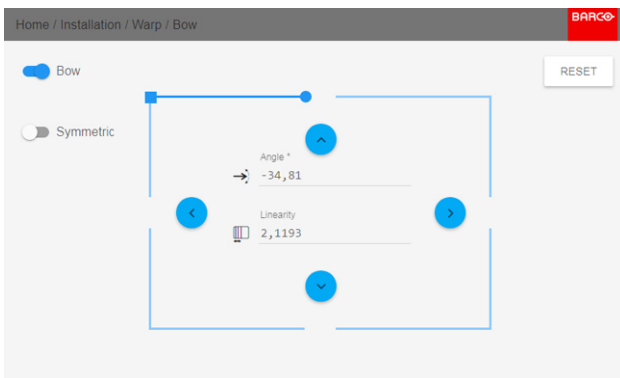 Home / Installation / Warp / Bow
BARCO
Bow
RESET
Symmetric
Angle *
-34,81
Linearity
2,1193